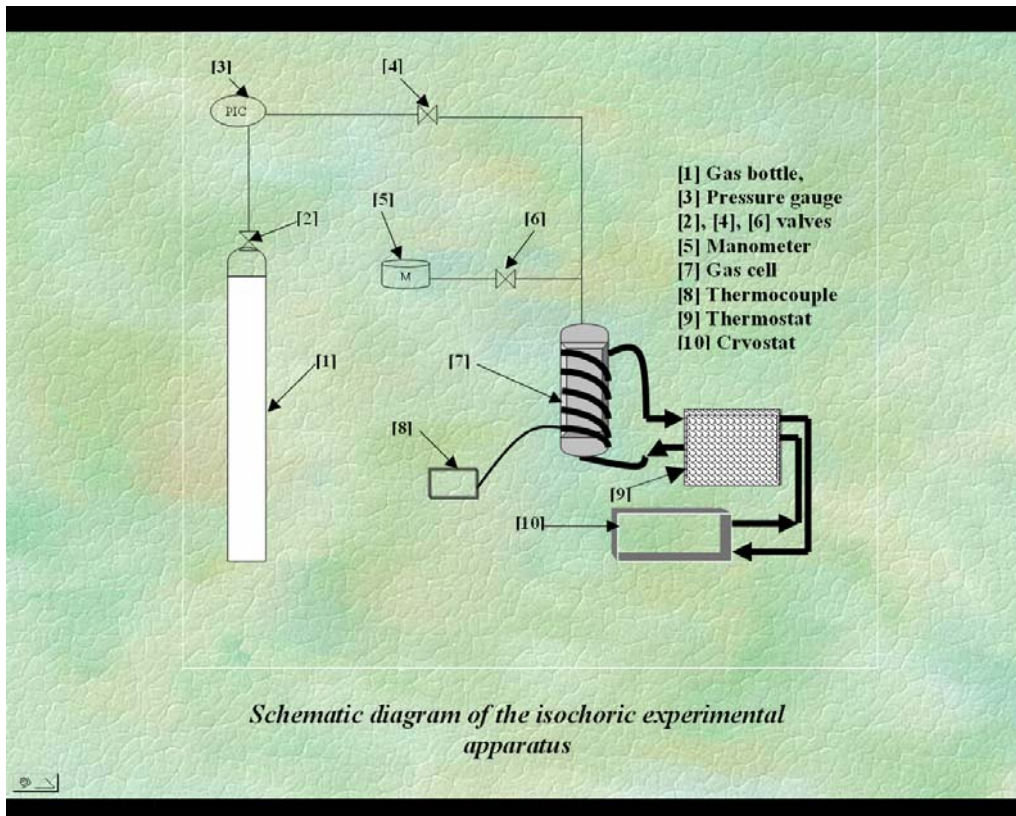 [3]
[4]
PIC
[1] Gas bottle,
[3] Pressure gauge
[2], [4], [6] valves
[5] Manometer
[7] Gas cell
[8] Thermocouple
[9] Thermostat
[10] Cryostat
[5]
[2]
[6]
M
[1]
[7]
[8]
[9]
[10]
Schematic diagram of the isochoric experimental
apparatus